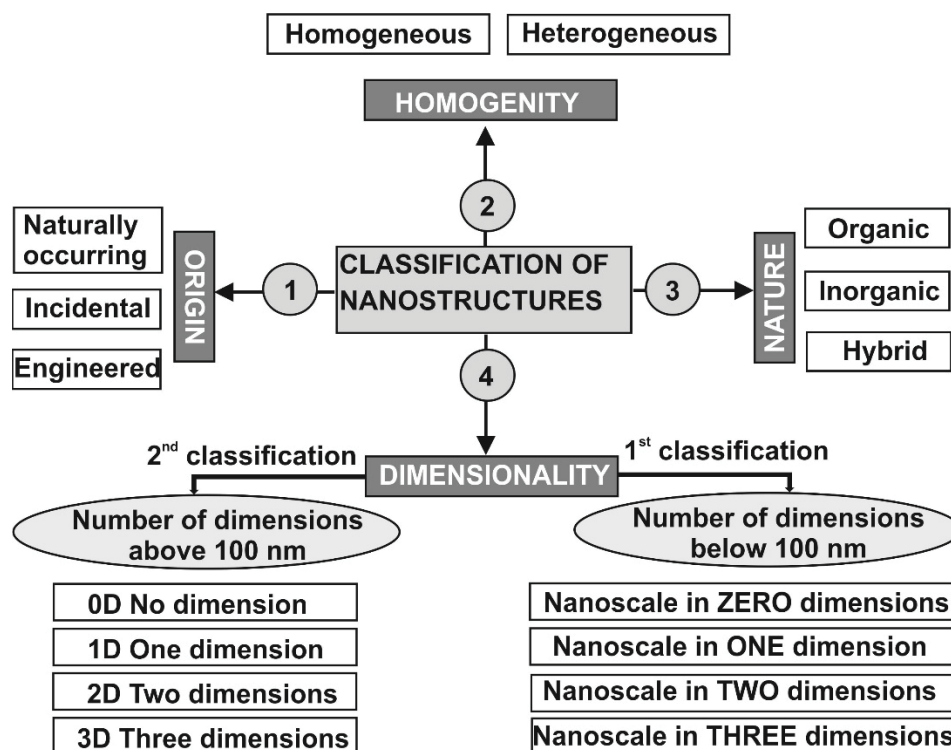 Homogeneous
Heterogeneous
HOMOGENITY
2
Naturally
occurring
Incidental
Engineered
ORIGIN
1
CLASSIFICATION OF
NANOSTRUCTURES
3
NATURE
Organic
Inorganic
Hybrid
4
2nd classification
DIMENSIONALITY
1st classification
Number of dimensions
above 100 nm
0D No dimension
1D One dimension
2D Two dimensions
3D Three dimensions
Number of dimensions
below 100 nm
Nanoscale in ZERO dimensions
Nanoscale in ONE dimension
Nanoscale in TWO dimensions
Nanoscale in THREE dimensions